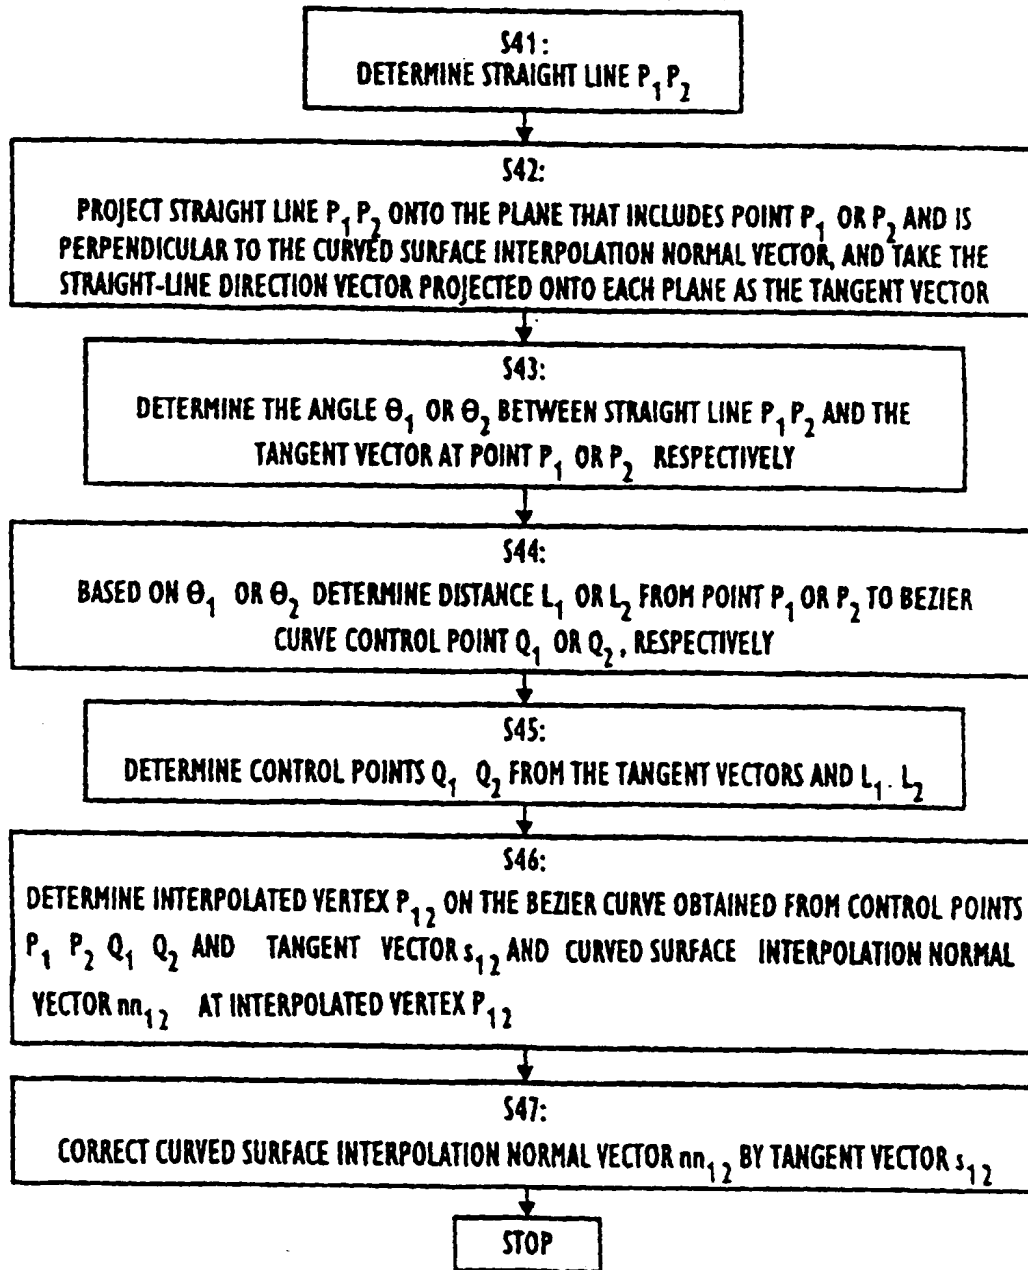 S41:
DETERMINE STRAIGHT LINE P₁ P₂
S42:
PROJECT STRAIGHT LINE P₁ P₂ ONTO THE PLANE THAT INCLUDES POINT P₁ OR P₂ AND IS
PERPENDICULAR TO THE CURVED SURFACE INTERPOLATION NORMAL VECTOR, AND TAKE THE
STRAIGHT-LINE DIRECTION VECTOR PROJECTED ONTO EACH PLANE AS THE TANGENT VECTOR
S43:
DETERMINE THE ANGLE Θ₁ OR Θ₂ BETWEEN STRAIGHT LINE P₁ P₂ AND THE
TANGENT VECTOR AT POINT P₁ OR P₂ RESPECTIVELY
S44:
BASED ON Θ₁ OR Θ₂ DETERMINE DISTANCE L₁ OR L₂ FROM POINT P₁ OR P₂ TO BEZIER
CURVE CONTROL POINT Q₁ OR Q₂, RESPECTIVELY
S45:
DETERMINE CONTROL POINTS Q₁ Q₂ FROM THE TANGENT VECTORS AND L₁. L₂
S46:
DETERMINE INTERPOLATED VERTEX P₁₂ ON THE BEZIER CURVE OBTAINED FROM CONTROL POINTS
P₁ P₂ Q₁ Q₂ AND TANGENT VECTOR s₁₂ AND CURVED SURFACE INTERPOLATION NORMAL
VECTOR nn₁₂ AT INTERPOLATED VERTEX P₁₂
S47:
CORRECT CURVED SURFACE INTERPOLATION NORMAL VECTOR nn₁₂ BY TANGENT VECTOR s₁₂
STOP